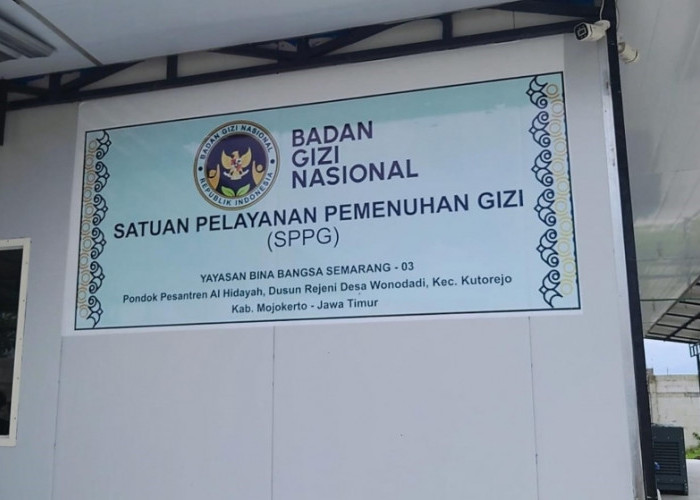 BADAN GIZI NASIONAL
REPUBLIK INDONESIA
BADAN
GIZI
NASIONAL
SATUAN PELAYANAN PEMENUHAN GIZI
(SPPG)
YAYASAN BINA BANGSA SEMARANG - 03
Pondok Pesantren Al Hidayah, Dusun Rejeni Desa Wonodadi, Kec. Kutorejo
Kab. Mojokerto - Jawa Timur